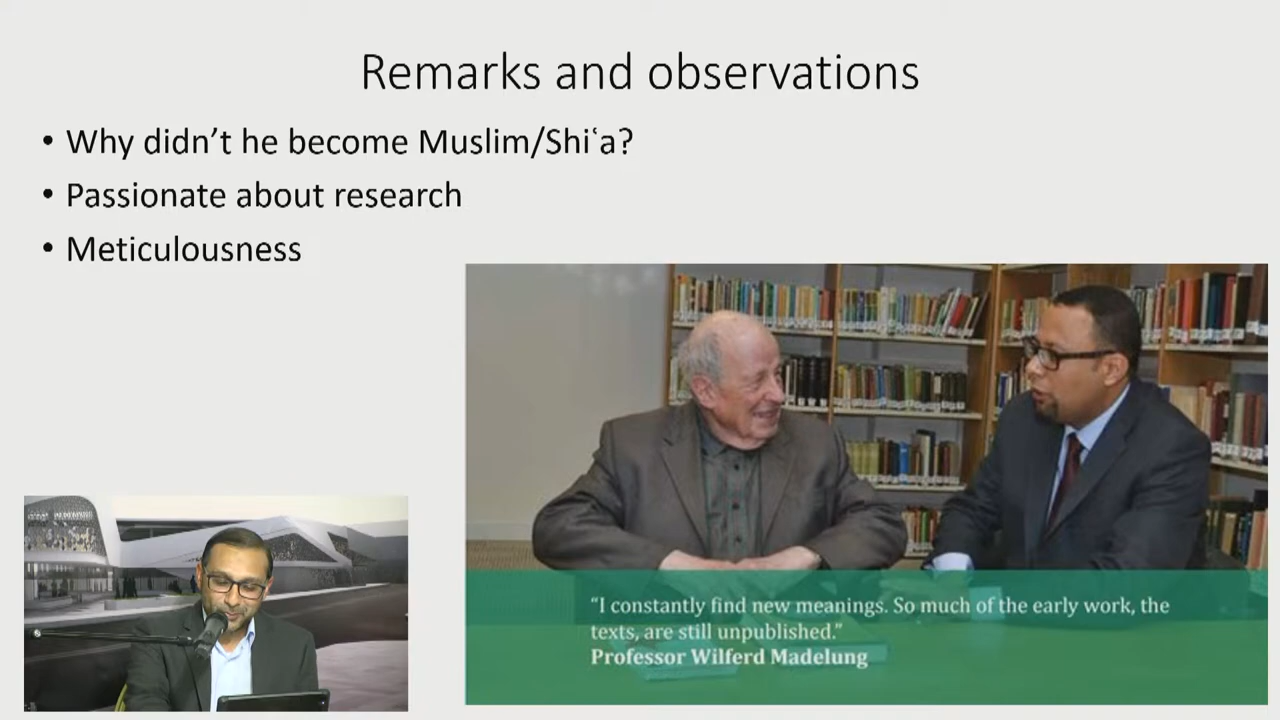 Remarks and observations
• Why didn’t he become Muslim/Shiʿa?
• Passionate about research
• Meticulousness
“I constantly find new meanings. So much of the early work, the
texts, are still unpublished.”
Professor Wilferd Madelung